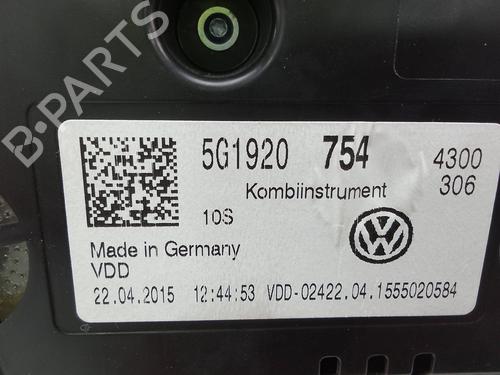 B-PARTS
5G1920 754 4300
Kombiinstrument 306
10S
Made in Germany
VDD
22.04.2015 12:44:53 VDD-02422.04.1555020584